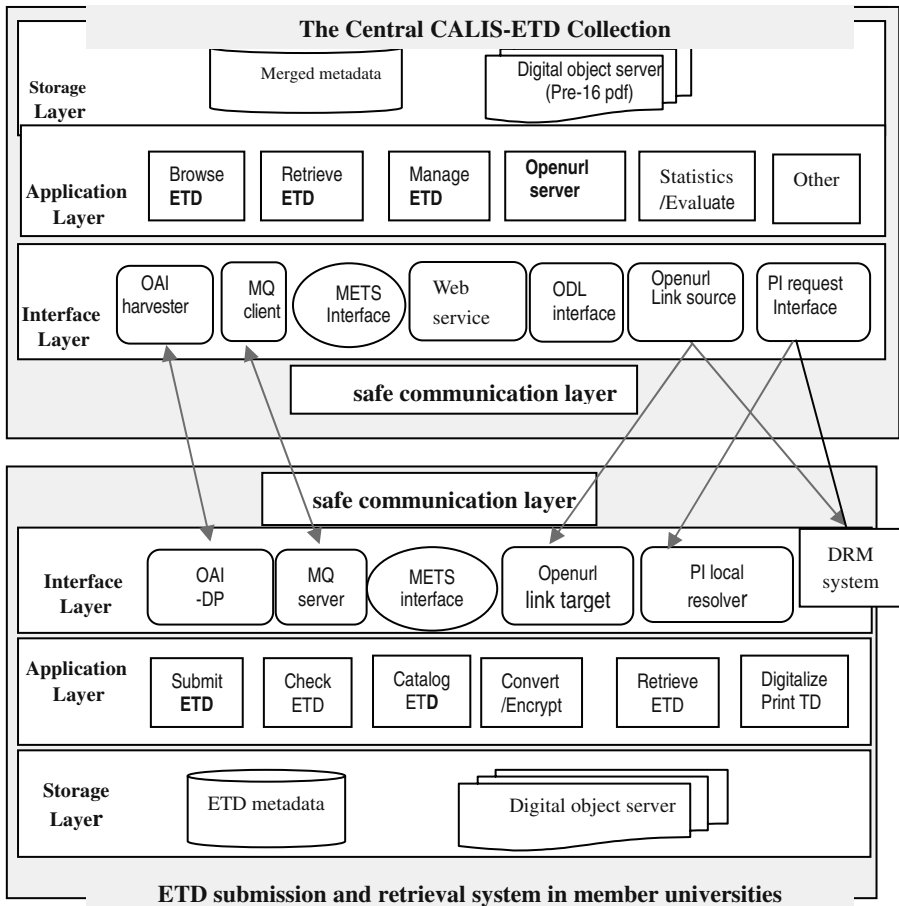 The Central CALIS-ETD Collection
Merged metadata
Digital object server
(Pre-16 pdf)
Storage
Layer
Application
Layer
Browse
ETD
Retrieve
ETD
Manage
ETD
Openurl
server
Statistics
/Evaluate
Other
Interface
Layer
OAI
harvester
MQ
client
METS
Interface
Web
service
ODL
interface
Openurl
Link source
PI request
Interface
safe communication layer
safe communication layer
Interface
Layer
OAI
-DP
MQ
server
METS
interface
Openurl
link target
PI local
resolver
DRM
system
Application
Layer
Submit
ETD
Check
ETD
Catalog
ETD
Convert
/Encrypt
Retrieve
ETD
Digitalize
Print TD
Storage
Layer
ETD metadata
Digital object server
ETD submission and retrieval system in member universities